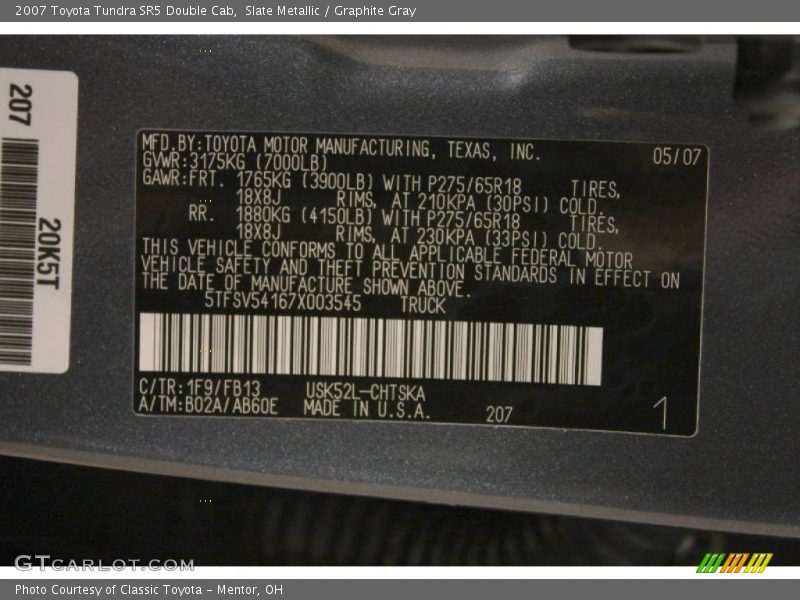 2007 Toyota Tundra SR5 Double Cab, Slate Metallic / Graphite Gray
207
20K5T
MFD.BY:TOYOTA MOTOR MANUFACTURING, TEXAS, INC. 05/07
GVWR:3175KG (7000LB)
GAWR:FRT. 1765KG (3900LB) WITH P275/65R18 TIRES,
18X8J RIMS, AT 210KPA (30PSI) COLD.
RR. 1880KG (4150LB) WITH P275/65R18 TIRES,
18X8J RIMS, AT 230KPA (33PSI) COLD.
THIS VEHICLE CONFORMS TO ALL APPLICABLE FEDERAL MOTOR
VEHICLE SAFETY AND THEFT PREVENTION STANDARDS IN EFFECT ON
THE DATE OF MANUFACTURE SHOWN ABOVE.
5TFSV54167X003545 TRUCK
C/TR:1F9/FB13 USK52L-CHTSKA
A/TM:B02A/AB60E MADE IN U.S.A. 207 1
GTCARLOT.COM
Photo Courtesy of Classic Toyota - Mentor, OH